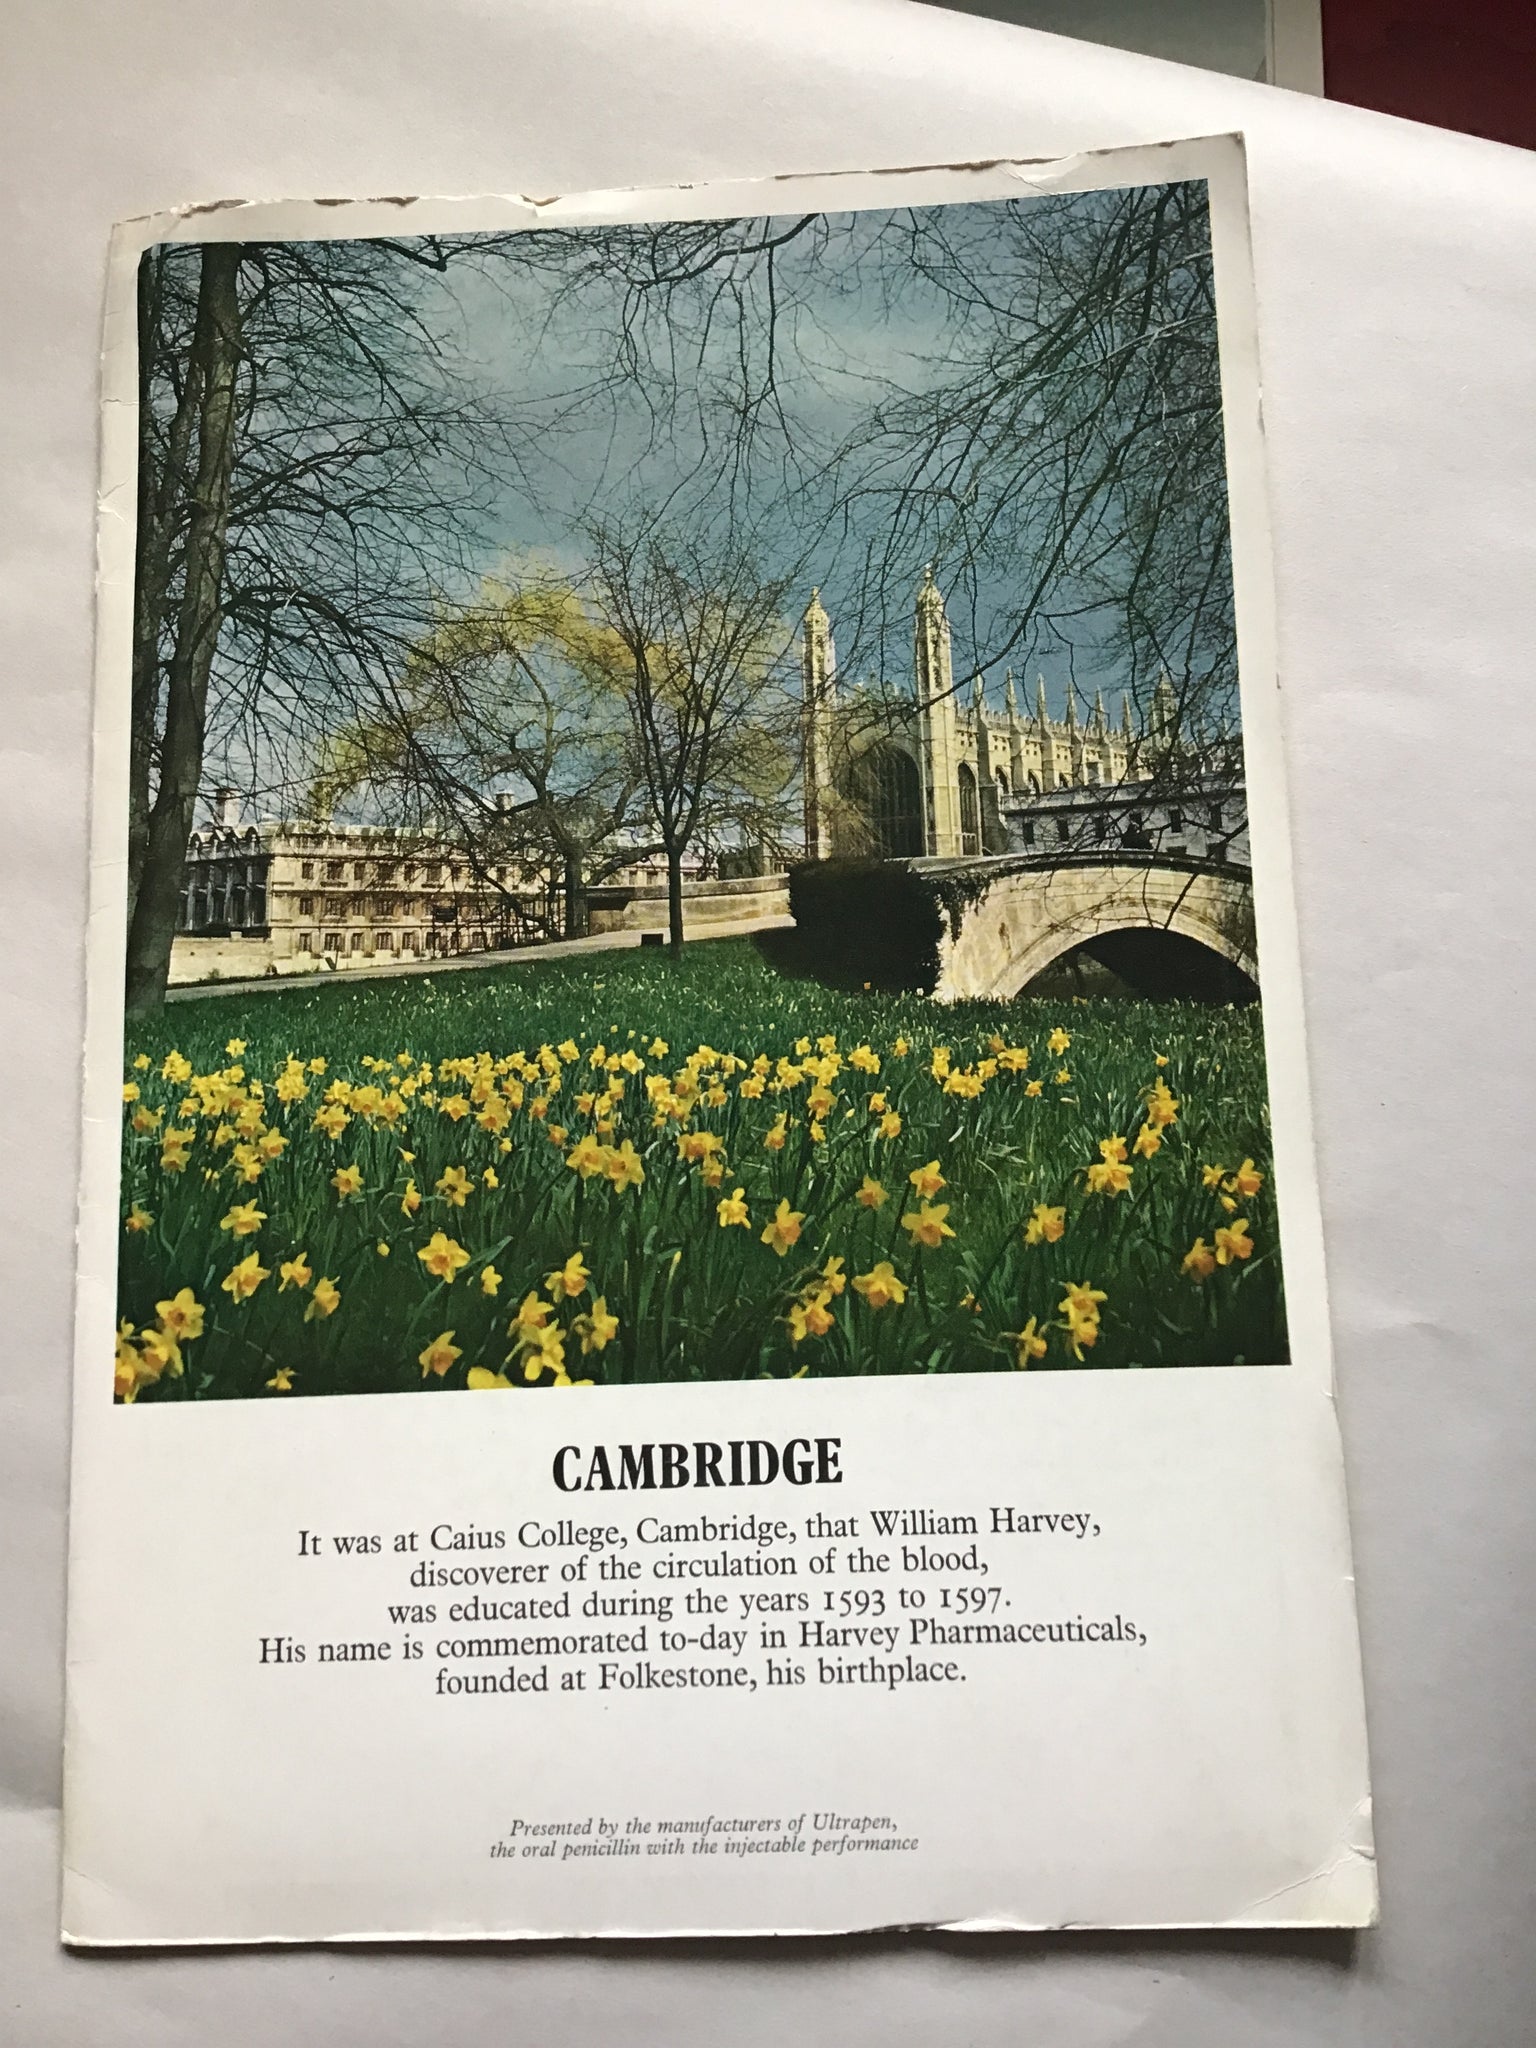 CAMBRIDGE
It was at Caius College, Cambridge, that William Harvey,
discoverer of the circulation of the blood,
was educated during the years 1593 to 1597.
His name is commemorated to-day in Harvey Pharmaceuticals,
founded at Folkestone, his birthplace.
Presented by the manufacturers of Ultrapen,
the oral penicillin with the injectable performance